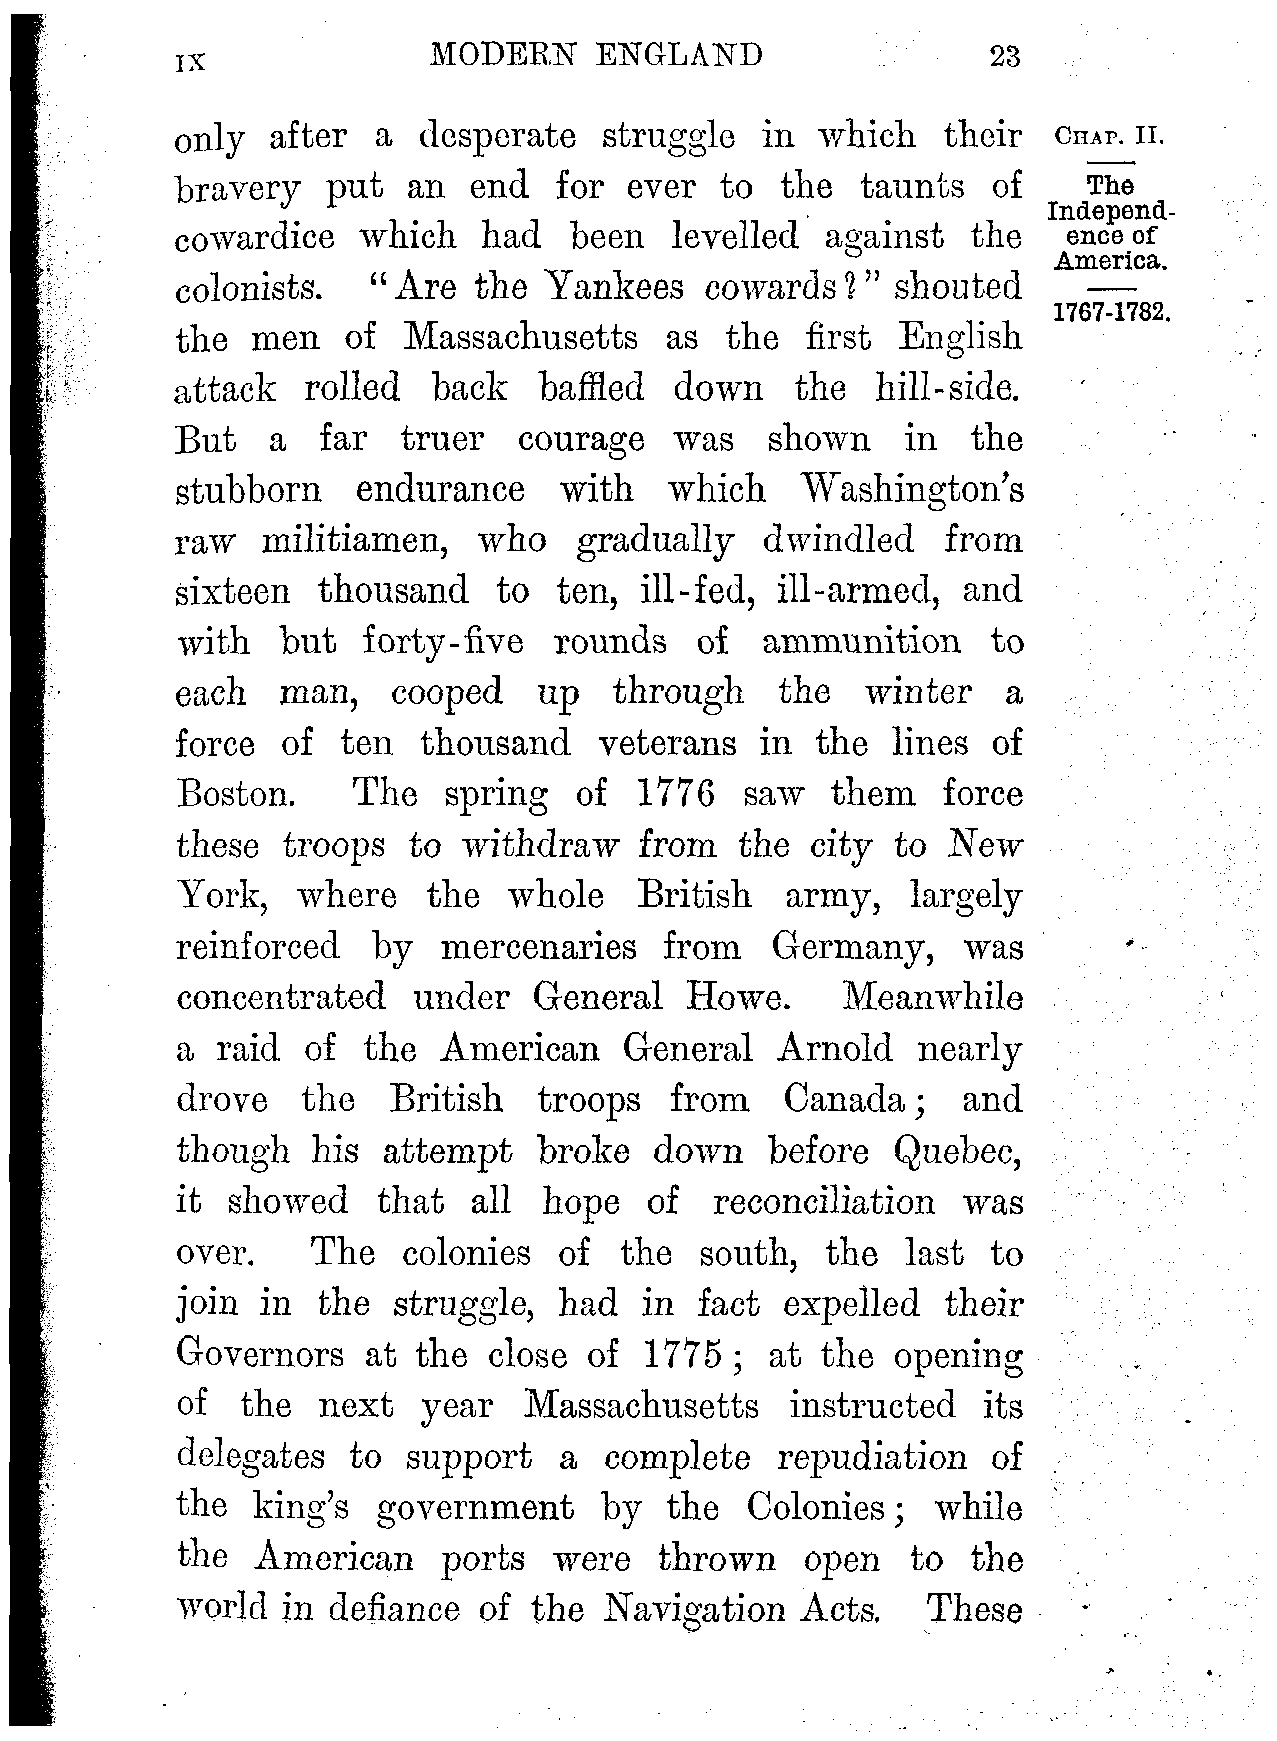 IX MODERN ENGLAND 23
only after a desperate struggle in which their
bravery put an end for ever to the taunts of
cowardice which had been levelled against the
colonists. "Are the Yankees cowards?" shouted
the men of Massachusetts as the first English
attack rolled back baffled down the hill-side.
But a far truer courage was shown in the
stubborn endurance with which Washington's
raw militiamen, who gradually dwindled from
sixteen thousand to ten, ill-fed, ill-armed, and
with but forty-five rounds of ammunition to
each man, cooped up through the winter a
force of ten thousand veterans in the lines of
Boston. The spring of 1776 saw them force
these troops to withdraw from the city to New
York, where the whole British army, largely
reinforced by mercenaries from Germany, was
concentrated under General Howe. Meanwhile
a raid of the American General Arnold nearly
drove the British troops from Canada; and
though his attempt broke down before Quebec,
it showed that all hope of reconciliation was
over. The colonies of the south, the last to
join in the struggle, had in fact expelled their
Governors at the close of 1775; at the opening
of the next year Massachusetts instructed its
delegates to support a complete repudiation of
the king's government by the Colonies; while
the American ports were thrown open to the
world in defiance of the Navigation Acts. These
CHAP. II.
The
Independ-
ence of
America.
1767-1782.